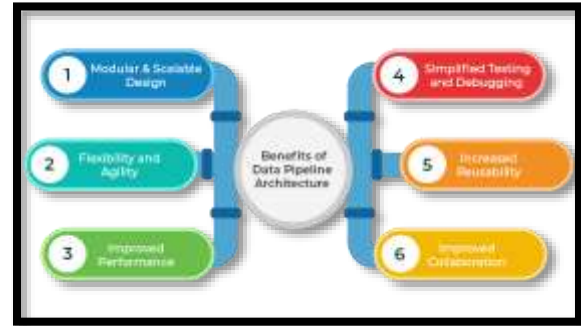 1
Modular & Scalable
Design
2
Flexibility and
Agility
3
Improved
Performance
Benefits of
Data Pipeline
Architecture
4
Simplified Testing
and Debugging
5
Increased
Reusability
6
Improved
Collaboration